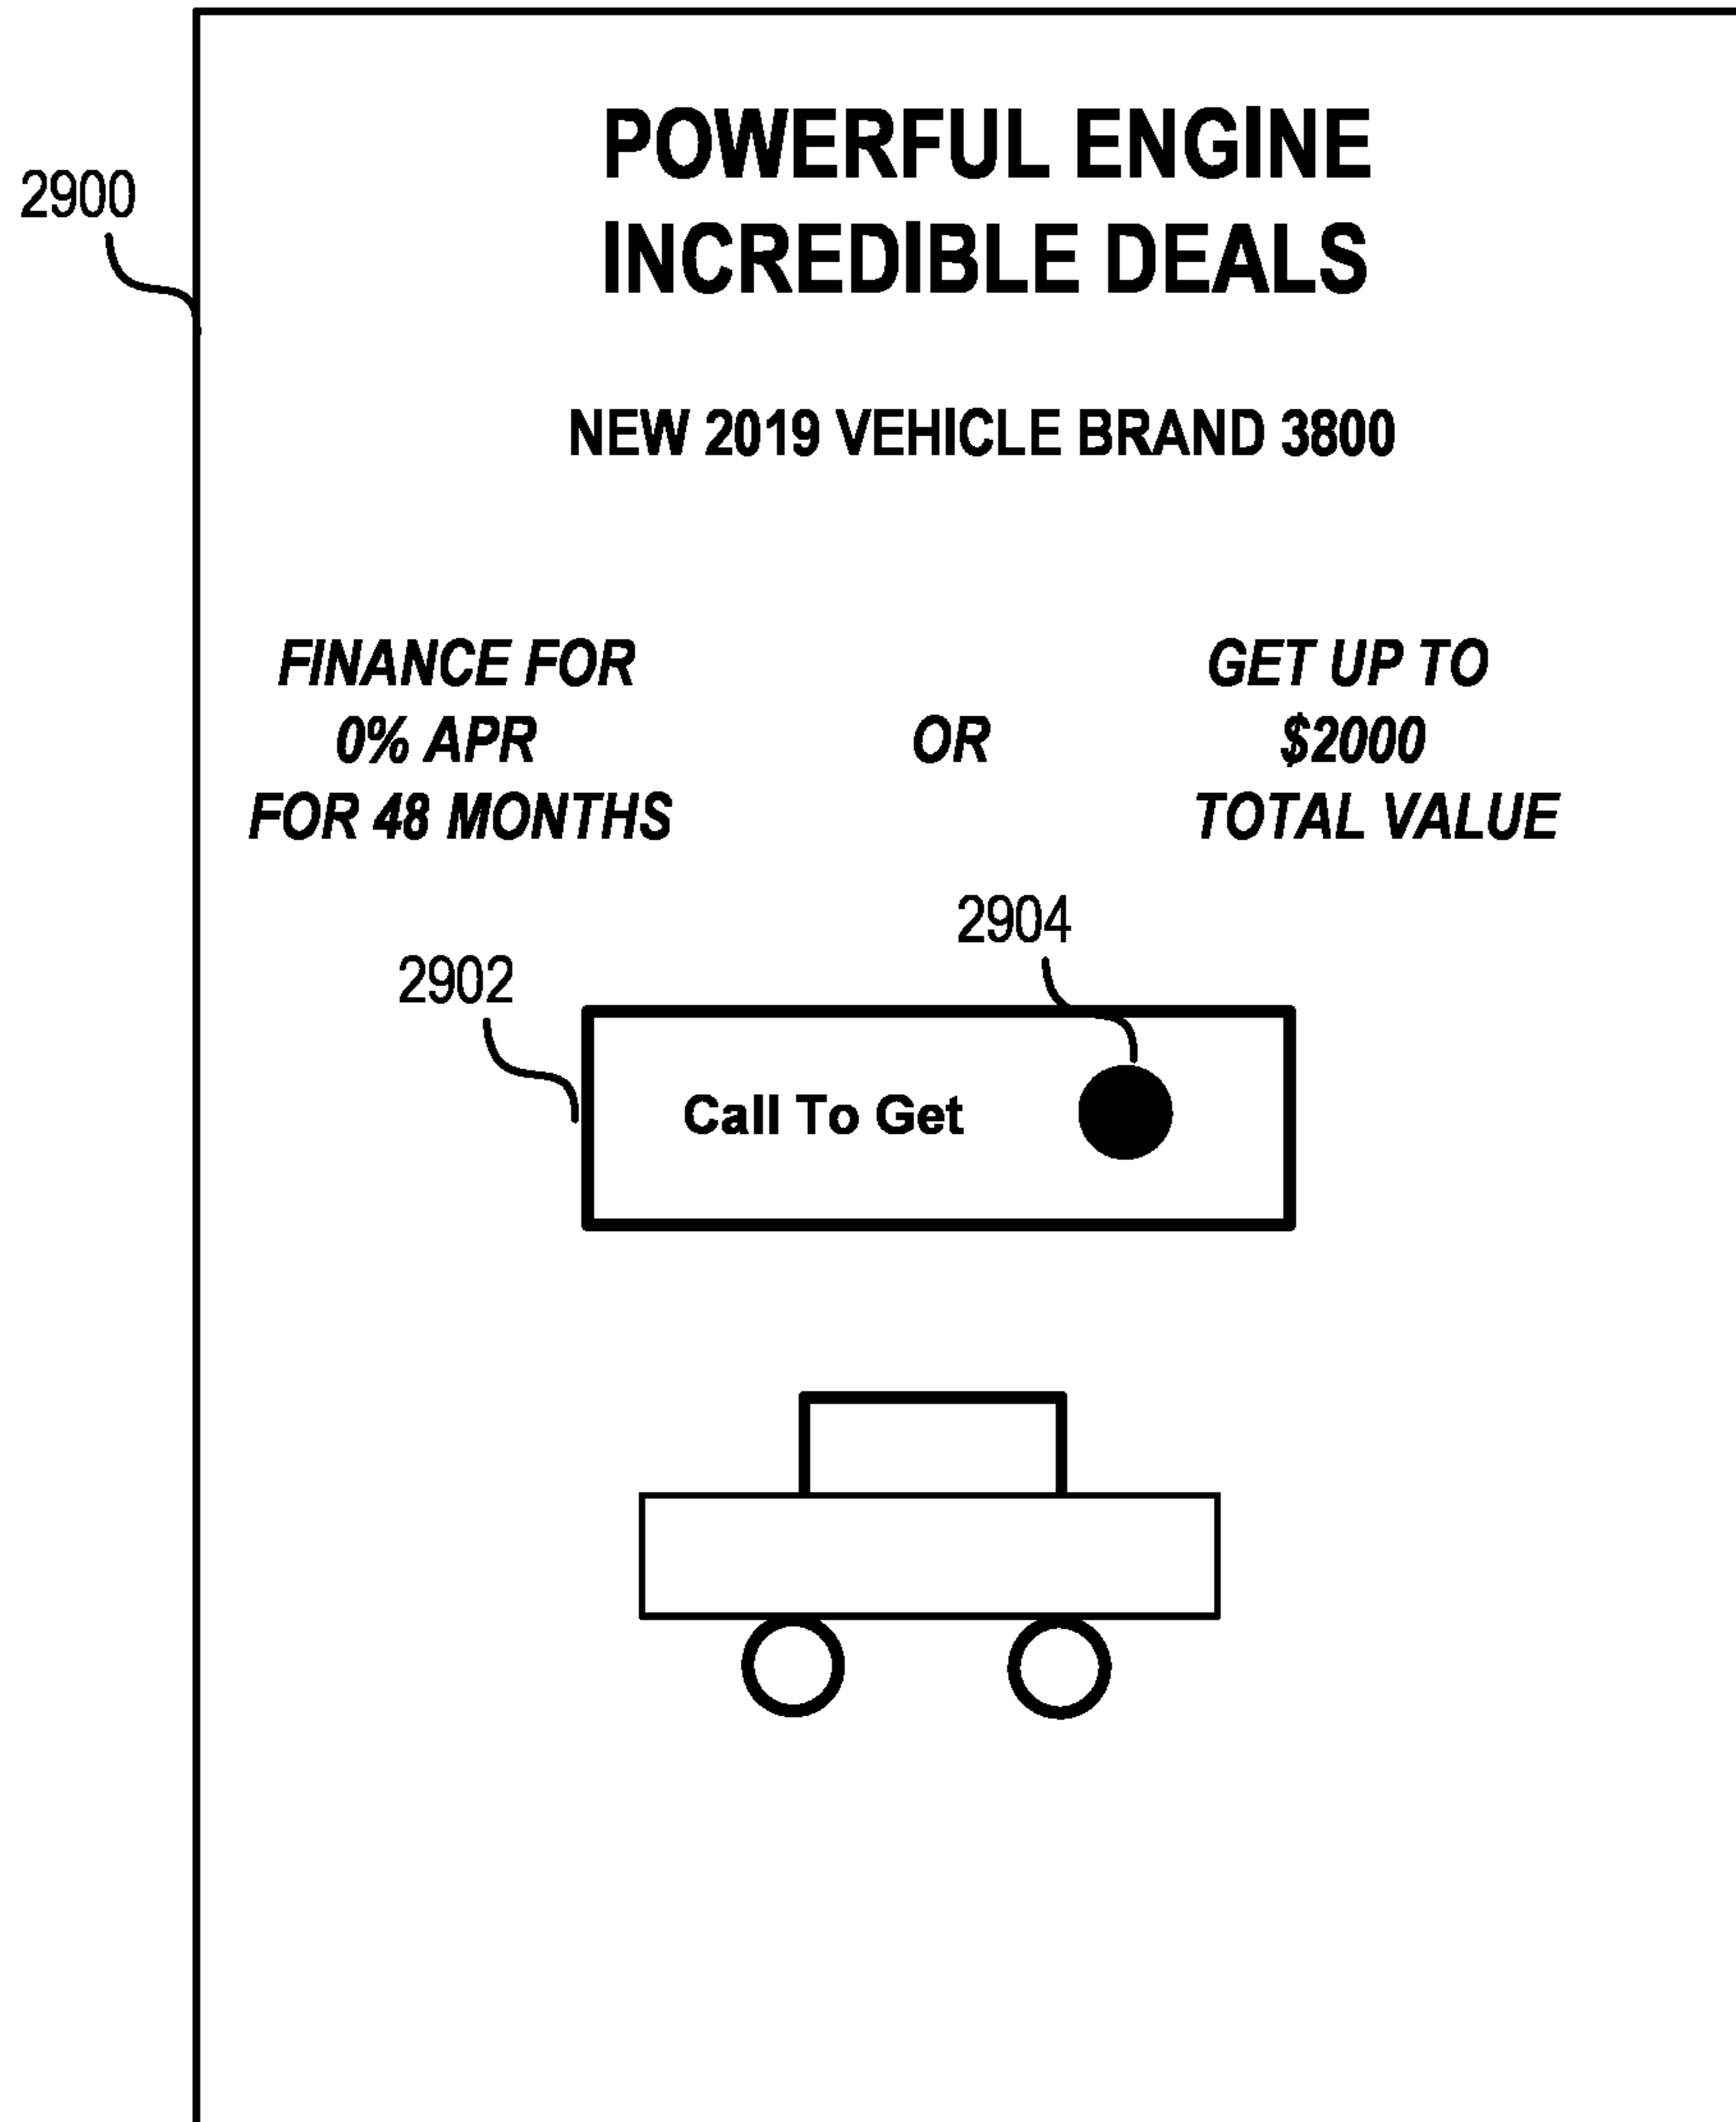 2900
POWERFUL ENGINE
INCREDIBLE DEALS
NEW 2019 VEHICLE BRAND 3800
FINANCE FOR
0% APR
FOR 48 MONTHS
OR
GET UP TO
$2000
TOTAL VALUE
2904
2902
Call To Get